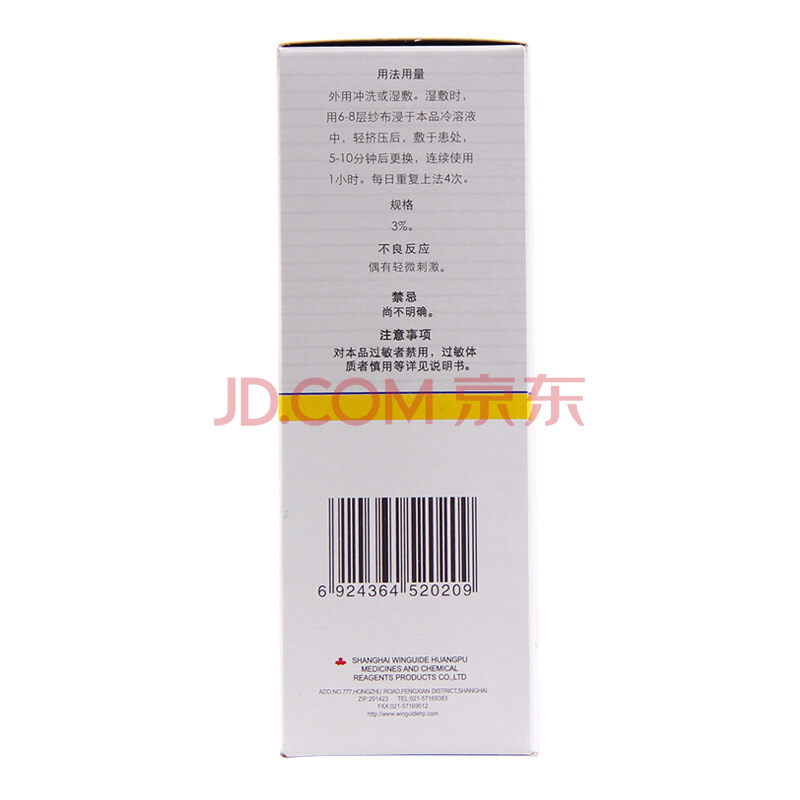 用法用量
外用冲洗或湿敷。湿敷时，
用6-8层纱布浸于本品冷溶液
中，轻挤压后，敷于患处，
5-10分钟后更换，连续使用
1小时。每日重复上法4次。
规格
3%。
不良反应
偶有轻微刺激。
禁忌
尚不明确。
注意事项
对本品过敏者禁用，过敏体
质者慎用等详见说明书。
JD.COM 京东
6 924364 520209
SHANGHAI WINGUIDE HUANGPU
MEDICINES AND CHEMICAL
REAGENTS PRODUCTS CO.,LTD
ADD:NO.777,HONGZHU ROAD,FENGXIAN DISTRICT,SHANGHAI
ZIP:201423 TEL:021-57169383
FAX:021-57169012
http://www.winguidehp.com